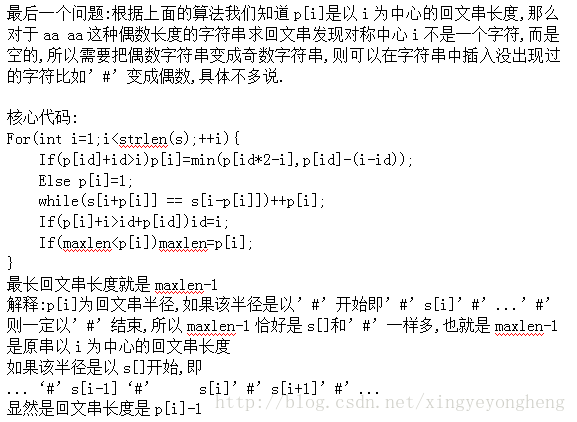 最后一个问题:根据上面的算法我们知道p[i]是以i为中心的回文串长度,那么
对于aa aa这种偶数长度的字符串求回文串发现对称中心i不是一个字符,而是
空的,所以需要把偶数字符串变成奇数字符串,则可以在字符串中插入没出现过
的字符比如’#’变成偶数,具体不多说.
核心代码:
For(int i=1;i<strlen(s);++i){
If(p[id]+id>i)p[i]=min(p[id*2-i],p[id]-(i-id));
Else p[i]=1;
while(s[i+p[i]] == s[i-p[i]])++p[i];
If(p[i]+i>id+p[id])id=i;
If(maxlen<p[i])maxlen=p[i];
}
最长回文串长度就是maxlen-1
解释:p[i]为回文串半径,如果该半径是以’#’开始即’#’s[i]’#’...’#’
则一定以’#’结束,所以maxlen-1恰好是s[]和’#’一样多,也就是maxlen-1
是原串以i为中心的回文串长度
如果该半径是以s[]开始,即
... ‘#’s[i-1]‘#’ s[i]’#’s[i+1]’#’...
显然是回文串长度是p[i]-1
http://blog.csdn.net/xingyeyongheng